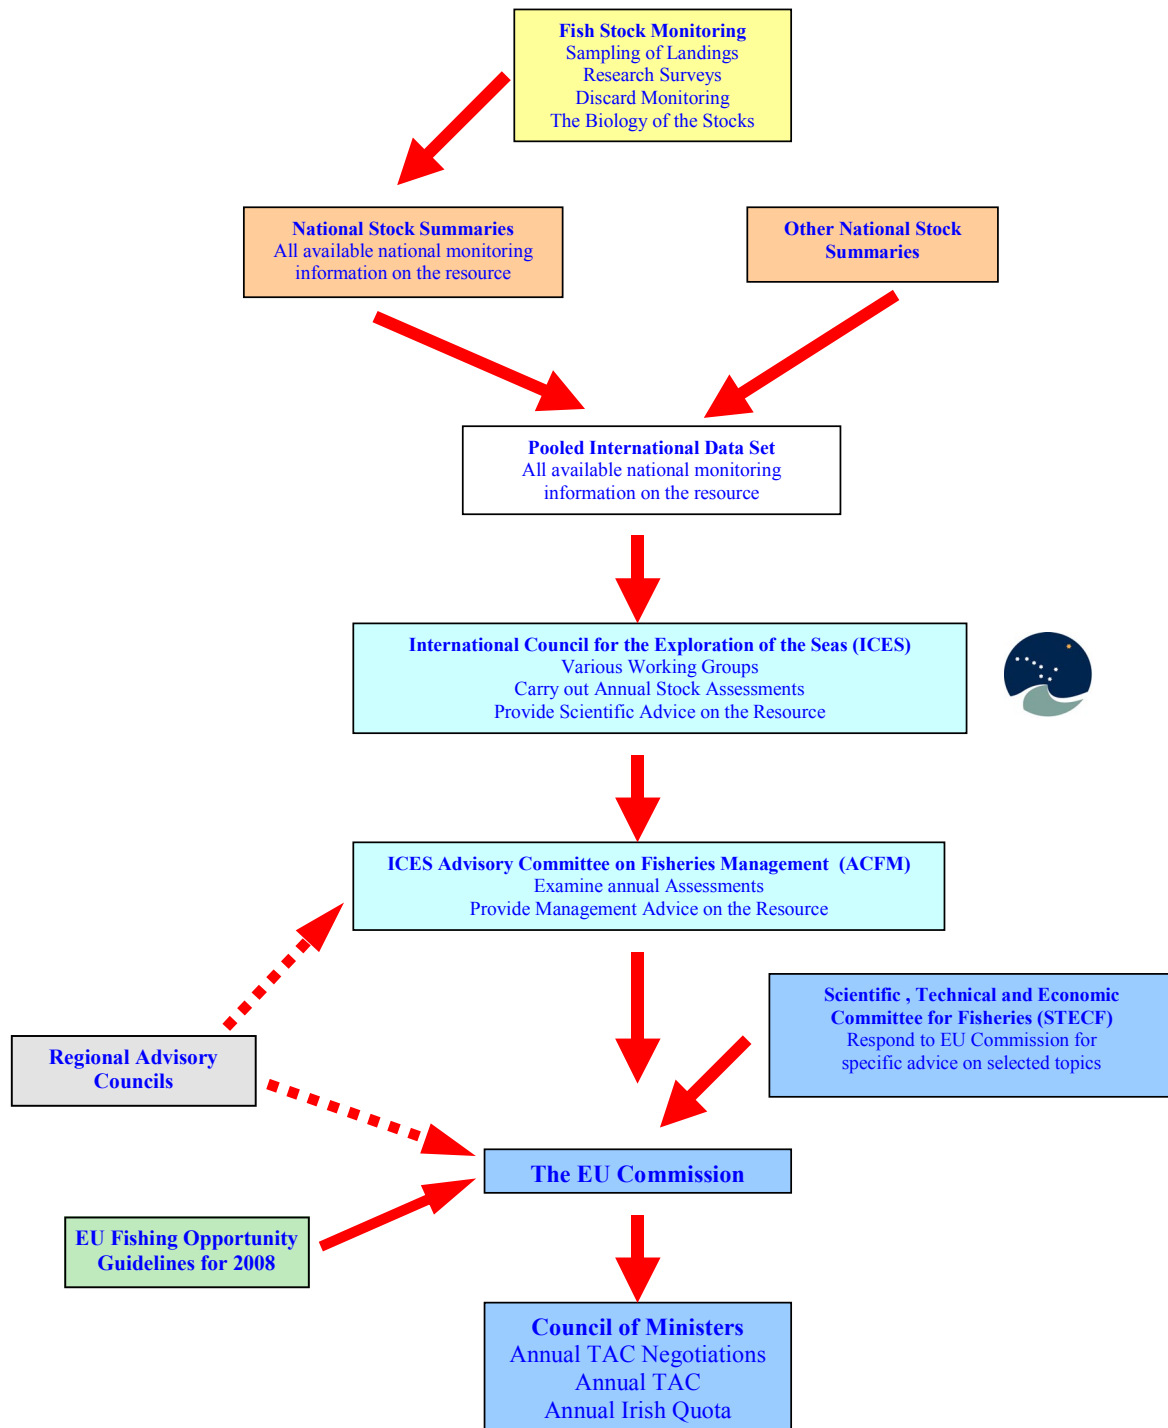 Fish Stock Monitoring
Sampling of Landings
Research Surveys
Discard Monitoring
The Biology of the Stocks
National Stock Summaries
All available national monitoring
information on the resource
Other National Stock
Summaries
Pooled International Data Set
All available national monitoring
information on the resource
International Council for the Exploration of the Seas (ICES)
Various Working Groups
Carry out Annual Stock Assessments
Provide Scientific Advice on the Resource
ICES Advisory Committee on Fisheries Management (ACFM)
Examine annual Assessments
Provide Management Advice on the Resource
Scientific , Technical and Economic
Committee for Fisheries (STECF)
Respond to EU Commission for
specific advice on selected topics
Regional Advisory
Councils
The EU Commission
EU Fishing Opportunity
Guidelines for 2008
Council of Ministers
Annual TAC Negotiations
Annual TAC
Annual Irish Quota